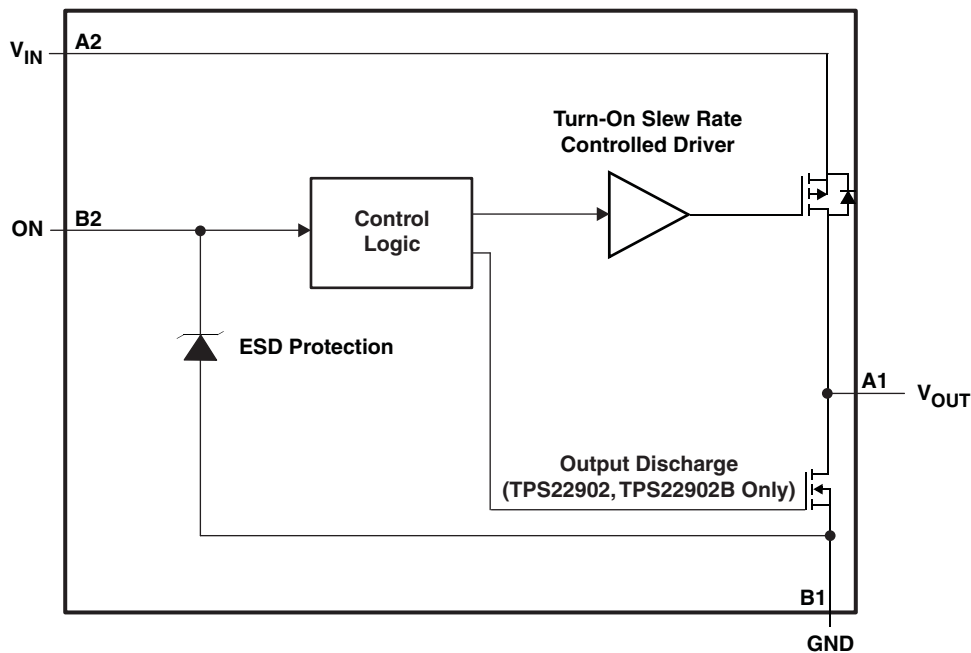 A2
VIN
Turn-On Slew Rate
Controlled Driver
B2
ON
Control
Logic
ESD Protection
A1
VOUT
Output Discharge
(TPS22902, TPS22902B Only)
B1
GND